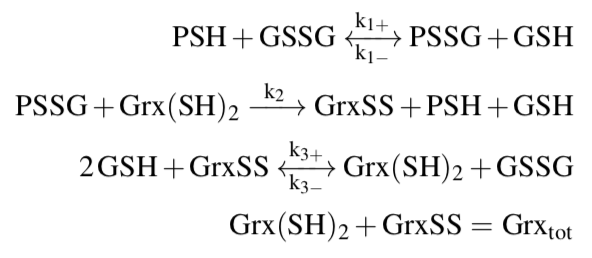 PSH + GSSG ⇌ PSSG + GSH k₁₊ k₁₋
PSSG + Grx(SH)₂ ⟶ GrxSS + PSH + GSH k₂
2GSH + GrxSS ⇌ Grx(SH)₂ + GSSG k₃₊ k₃₋
Grx(SH)₂ + GrxSS = Grxₜₒₜ